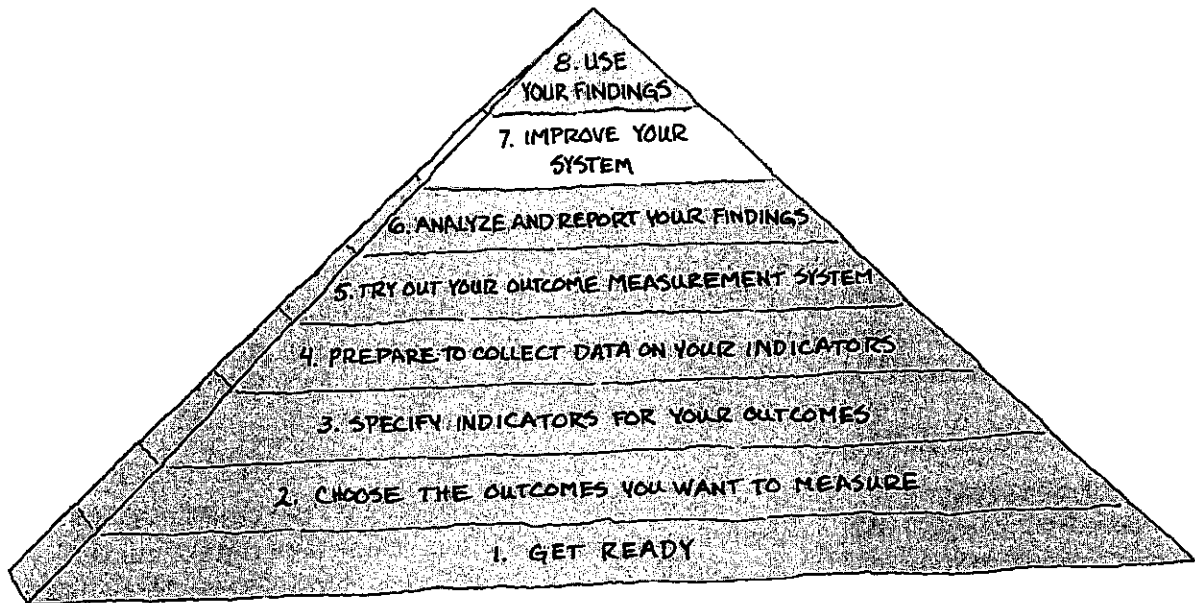 8. USE
YOUR FINDINGS
7. IMPROVE YOUR
SYSTEM
6. ANALYZE AND REPORT YOUR FINDINGS
5. TRY OUT YOUR OUTCOME MEASUREMENT SYSTEM
4. PREPARE TO COLLECT DATA ON YOUR INDICATORS
3. SPECIFY INDICATORS FOR YOUR OUTCOMES
2. CHOOSE THE OUTCOMES YOU WANT TO MEASURE
1. GET READY